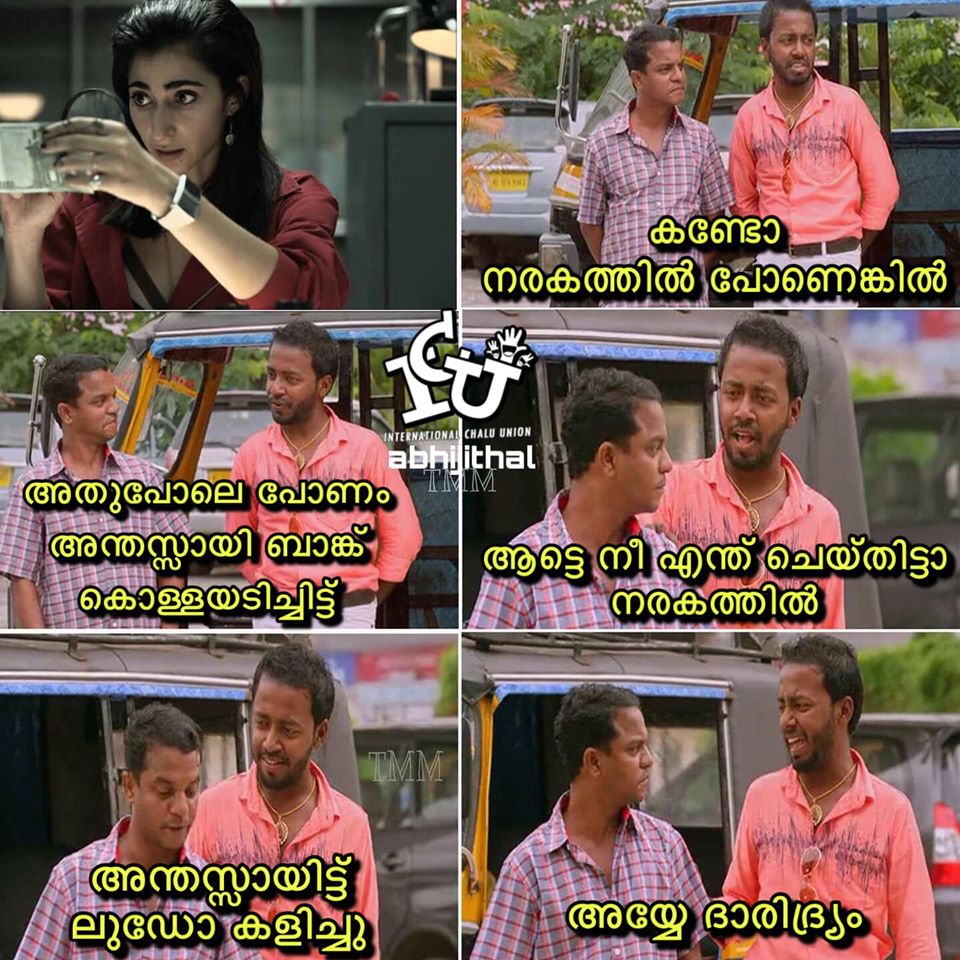 കണ്ടോ
നരകത്തിൽ പോണെങ്കിൽ
ICU
INTERNATIONAL CHALU UNION
abhijithal
TMM
അതുപോലെ പോണം
അന്തസ്സായി ബാങ്ക്
കൊള്ളയടിച്ചിട്ട്
ആട്ടെ നീ എന്ത് ചെയ്തിട്ടാ
നരകത്തിൽ
TMM
അന്തസ്സായിട്ട്
ലുഡോ കളിച്ചു
അയ്യേ ദാരിദ്ര്യം